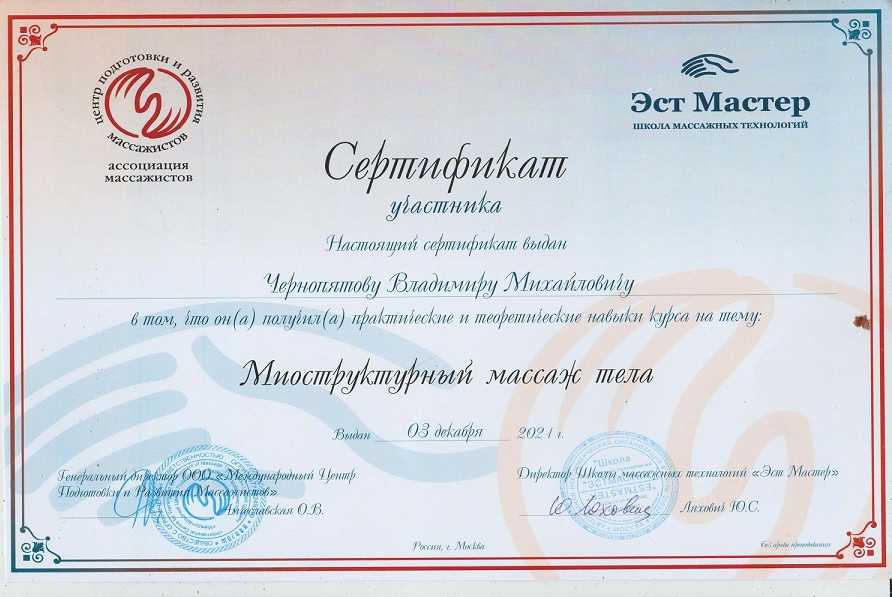 центр подготовки и развития массажистов
ассоциация
массажистов
Эст Мастер
ШКОЛА МАССАЖНЫХ ТЕХНОЛОГИЙ
Сертификат
участника
Настоящий сертификат выдан
Чернопятову Владимиру Михайловичу
в том, что он(а) получил(а) практические и теоретические навыки курса на тему:
Миоструктурный массаж тела
Выдан 03 декабря 2021 г.
Генеральный директор ООО «Международный Центр
Подготовки и Развития Массажистов»
О.В.
Директор Школы массажных технологий «Эст Мастер»
Школа
Лахович Ю.С.
Россия, г. Москва